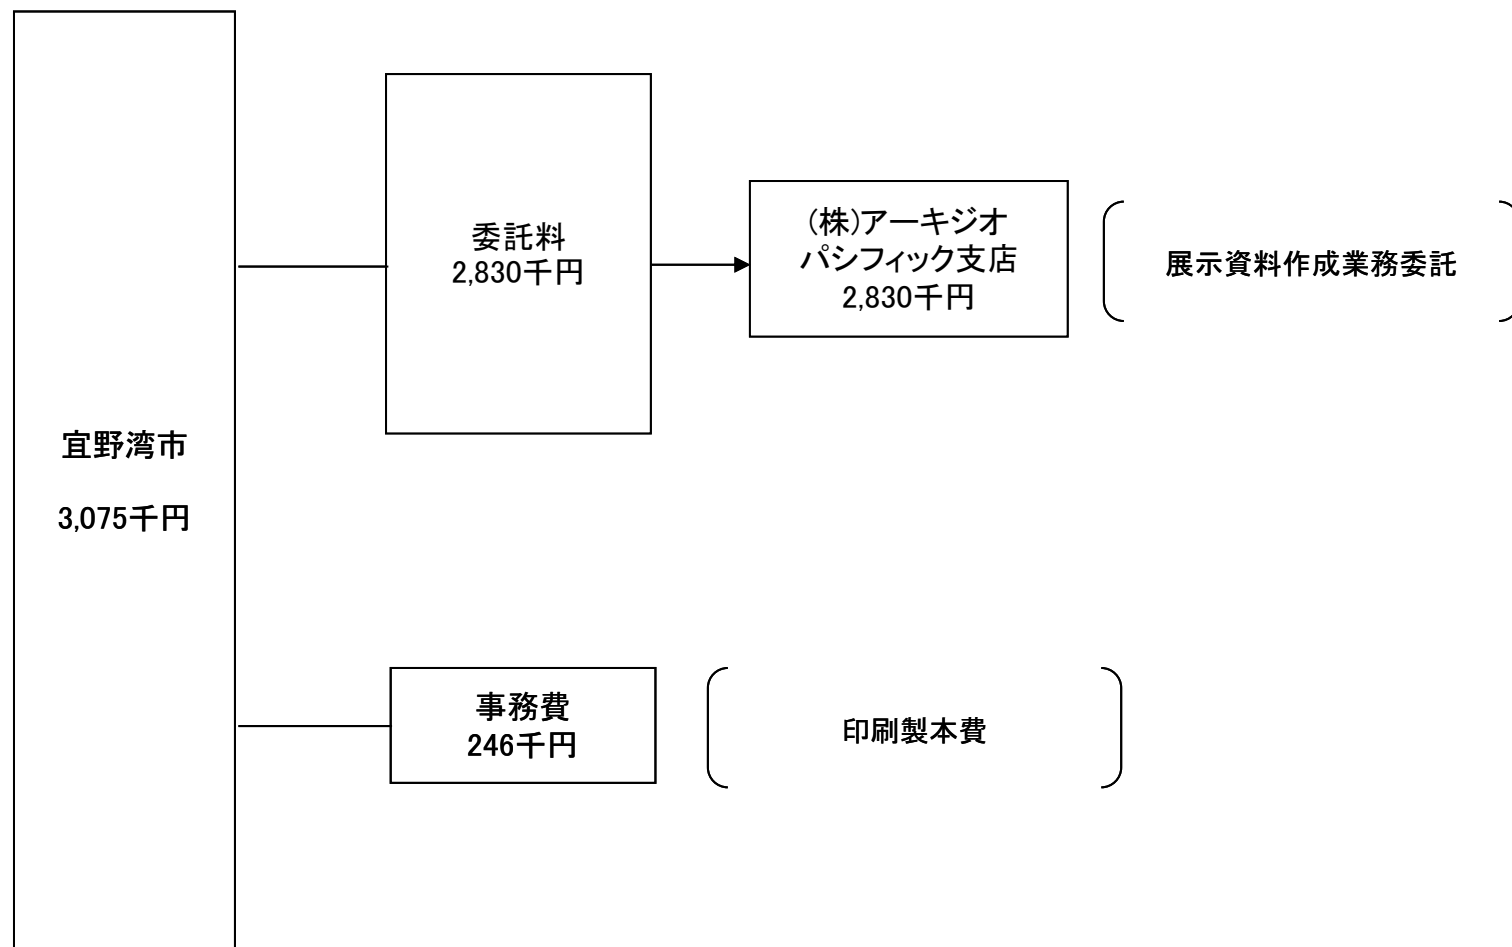 宜野湾市
3,075千円
委託料
2,830千円
(株)アーキジオ
パシフィック支店
2,830千円
展示資料作成業務委託
事務費
246千円
印刷製本費